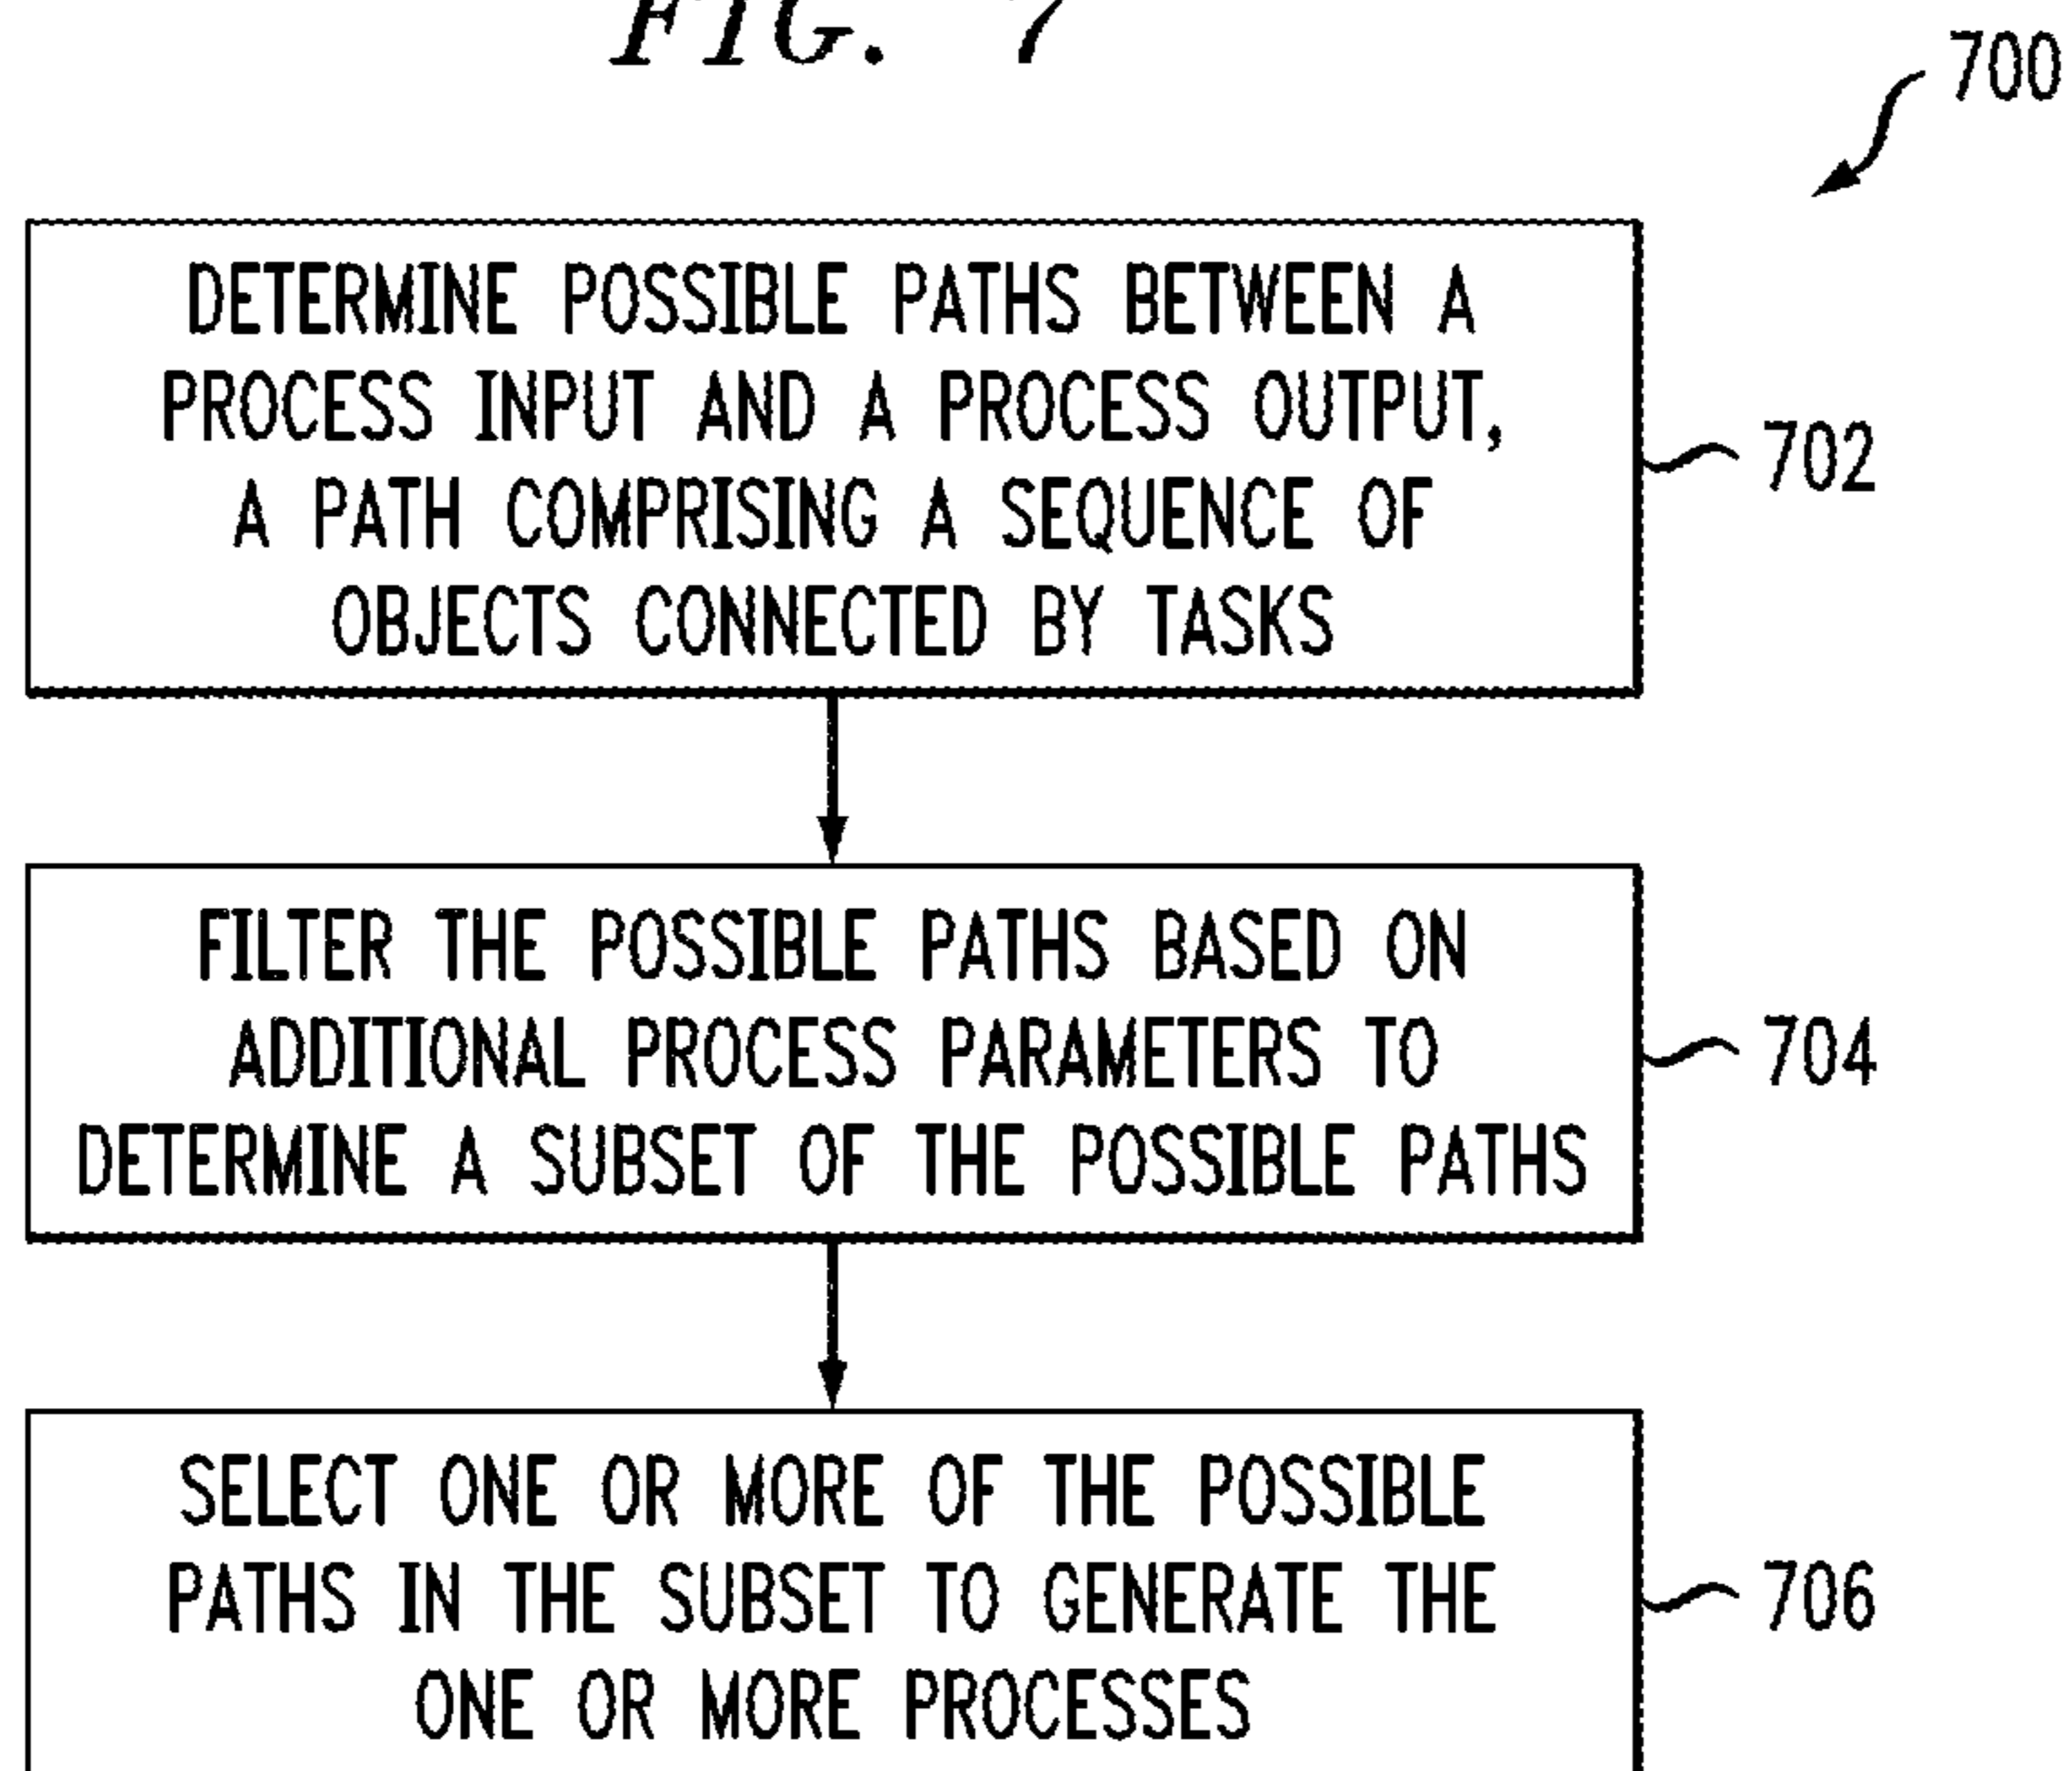 FIG. 7
700
DETERMINE POSSIBLE PATHS BETWEEN A
PROCESS INPUT AND A PROCESS OUTPUT,
A PATH COMPRISING A SEQUENCE OF
OBJECTS CONNECTED BY TASKS
702
FILTER THE POSSIBLE PATHS BASED ON
ADDITIONAL PROCESS PARAMETERS TO
DETERMINE A SUBSET OF THE POSSIBLE PATHS
704
SELECT ONE OR MORE OF THE POSSIBLE
PATHS IN THE SUBSET TO GENERATE THE
ONE OR MORE PROCESSES
706